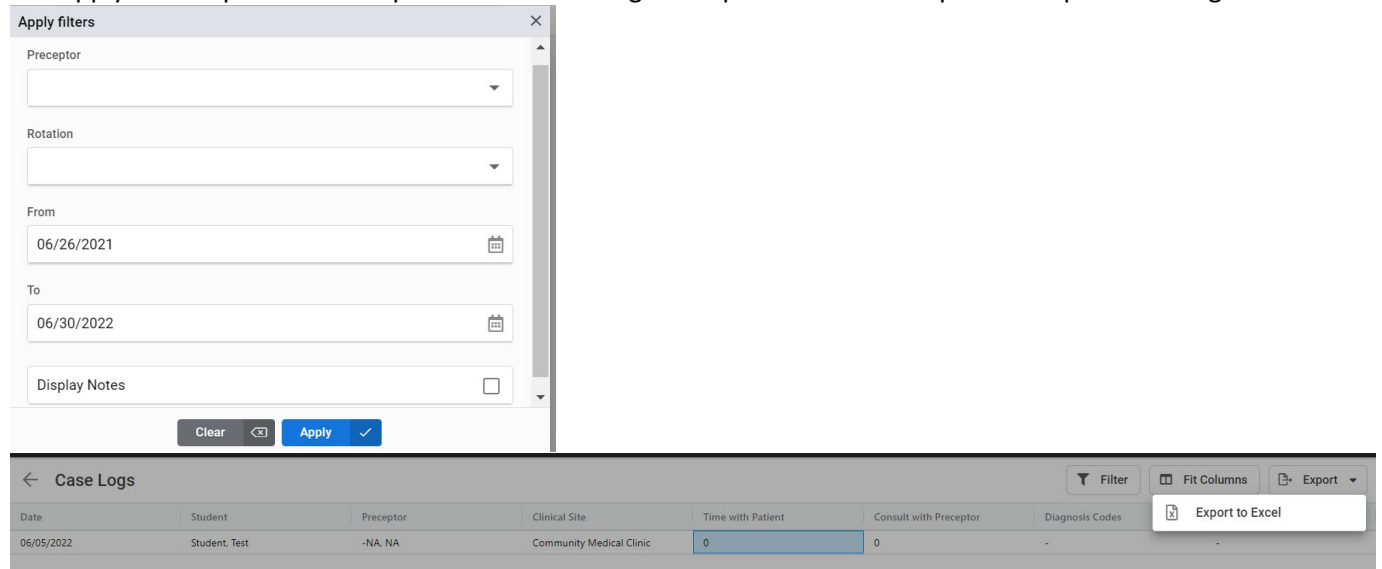 Apply filters
Preceptor
Rotation
From
06/26/2021
To
06/30/2022
Display Notes
Clear Apply
Case Logs Filter Fit Columns Export
Date Student Preceptor Clinical Site Time with Patient Consult with Preceptor Diagnosis Codes Export to Excel
06/05/2022 Student, Test -NA, NA Community Medical Clinic 0 0 - -